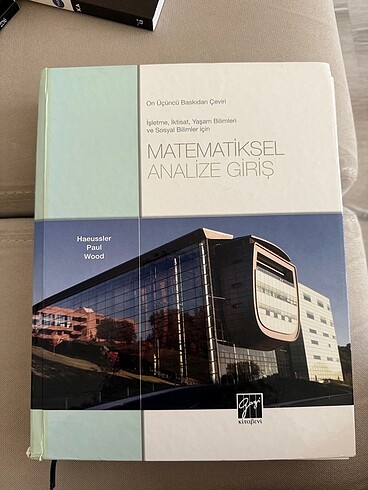 On Üçüncü Baskıdan Çeviri
İşletme, İktisat, Yaşam Bilimleri
ve Sosyal Bilimler için
MATEMATİKSEL
ANALİZE GİRİŞ
Haeussler
Paul
Wood
gazi
kitabevi